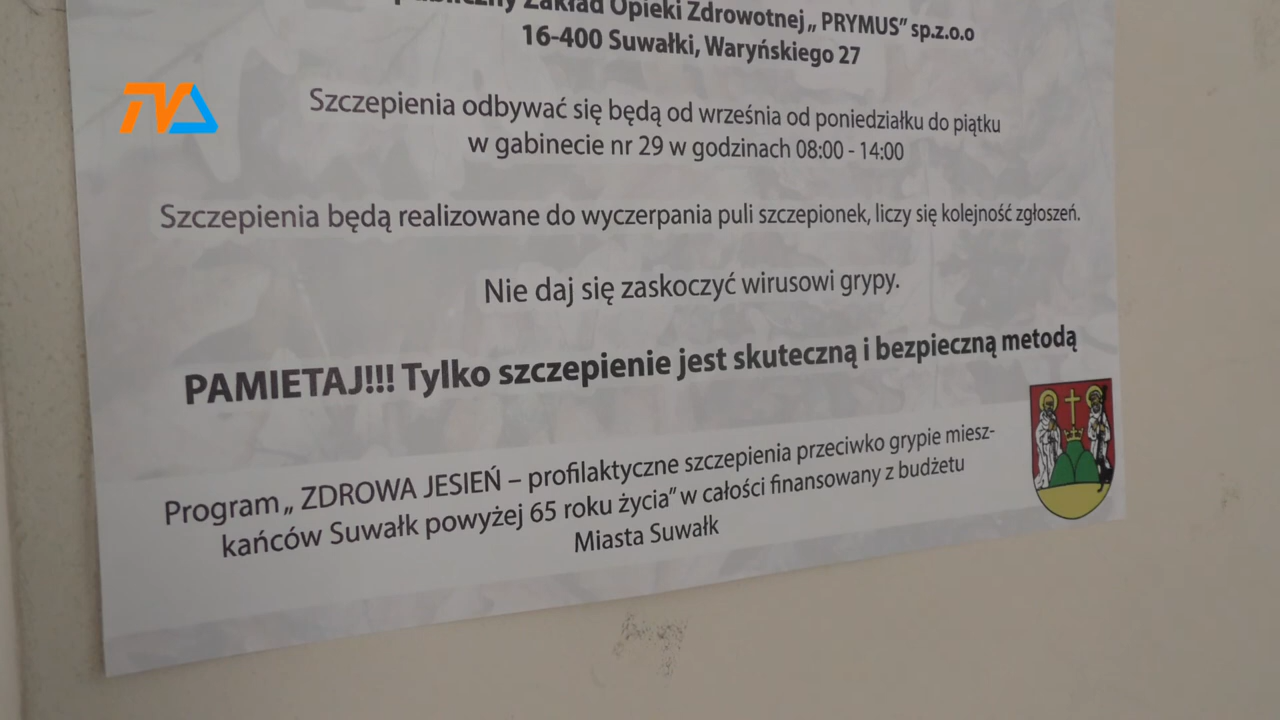 Zakład Opieki Zdrowotnej „ PRYMUS” sp.z.o.o
16-400 Suwałki, Waryńskiego 27
TVA
Szczepienia odbywać się będą od września od poniedziałku do piątku
w gabinecie nr 29 w godzinach 08:00 - 14:00
Szczepienia będą realizowane do wyczerpania puli szczepionek, liczy się kolejność zgłoszeń.
Nie daj się zaskoczyć wirusowi grypy.
PAMIETAJ!!! Tylko szczepienie jest skuteczną i bezpieczną metodą
Program „ ZDROWA JESIEŃ – profilaktyczne szczepienia przeciwko grypie miesz-
kańców Suwałk powyżej 65 roku życia” w całości finansowany z budżetu
Miasta Suwałk